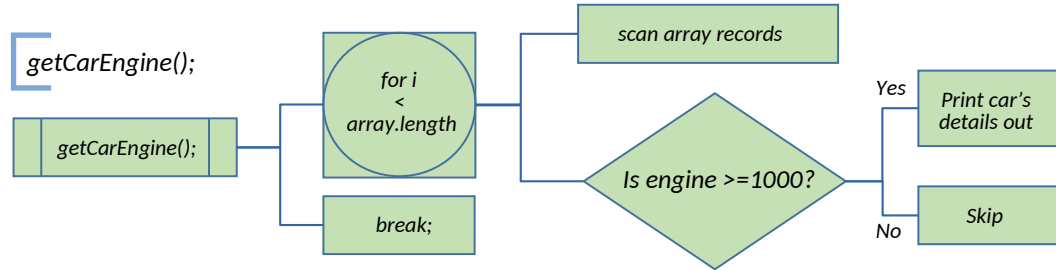 getCarEngine();
getCarEngine();
for i
<
array.length
break;
scan array records
Is engine >=1000?
Yes
Print car's
details out
No
Skip